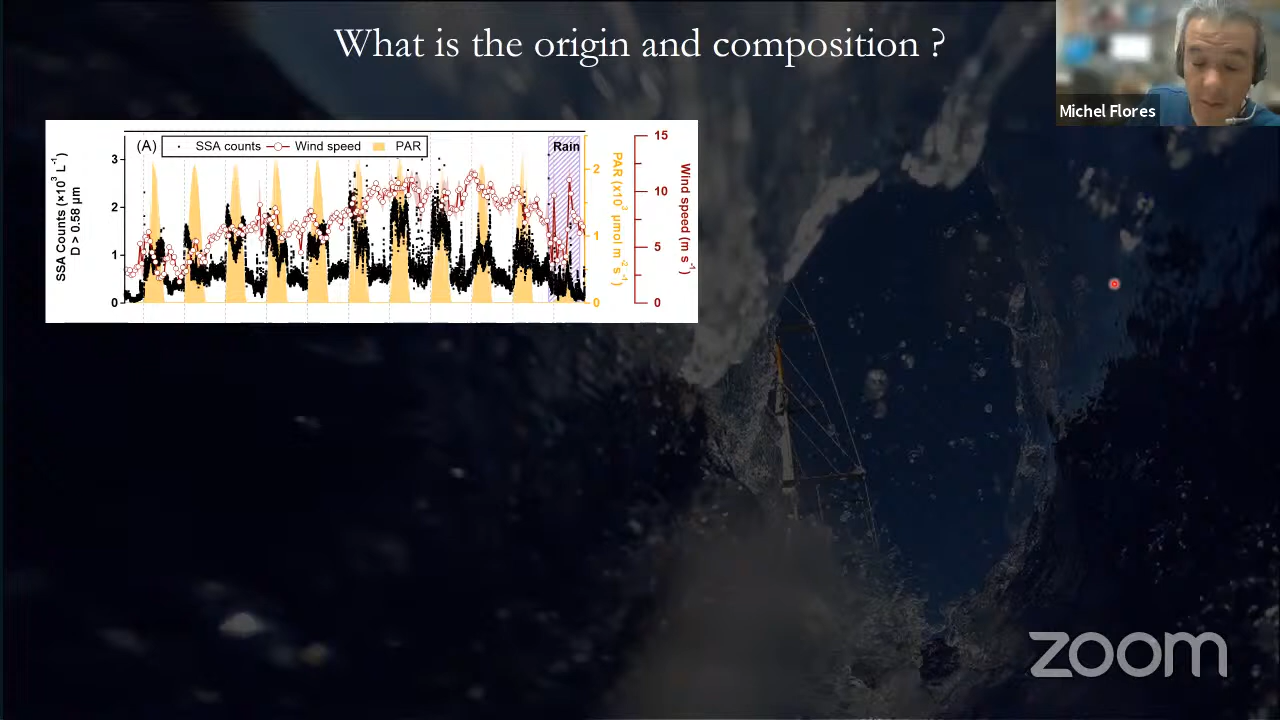 What is the origin and composition ?
Michel Flores
(A) SSA counts Wind speed PAR
Rain
SSA Counts (×10³ L⁻¹)
D > 0.58 µm
3
2
1
0
2
1
0
PAR (x10³ µmol m⁻² s⁻¹)
15
10
5
0
Wind speed (m s⁻¹)
zoom